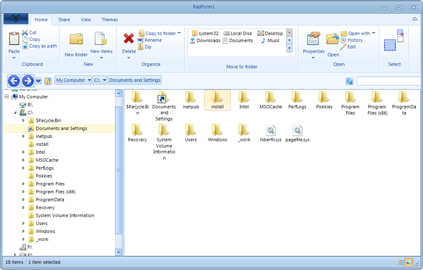 RadForm1
Home Share View Themes
Paste
Cut
Copy
Copy as path
Clipboard
New folder
New items
New
Delete
Copy to folder
Rename
Zip
Organize
system32 Local Disk Desktop
Downloads Documents Music
Move to folder
Properties
Open
Open with
History
Edit
Open
Select
My Computer C:\ Documents and Settings
My Computer
B:\
C:\
$Recycle.Bin
Documents and Settings
inetpub
install
Intel
MSOCache
PerfLogs
Pokkies
Program Files
Program Files (x86)
ProgramData
Recovery
System Volume Information
Users
Windows
_work
F:\
$Recycle.Bin
Documents and Settings
inetpub
install
Intel
MSOCache
PerfLogs
Pokkies
Program Files
Program Files (x86)
ProgramData
Recovery
System Volume Information
Users
Windows
_work
hiberfil.sys
pagefile.sys
18 items 1 item selected